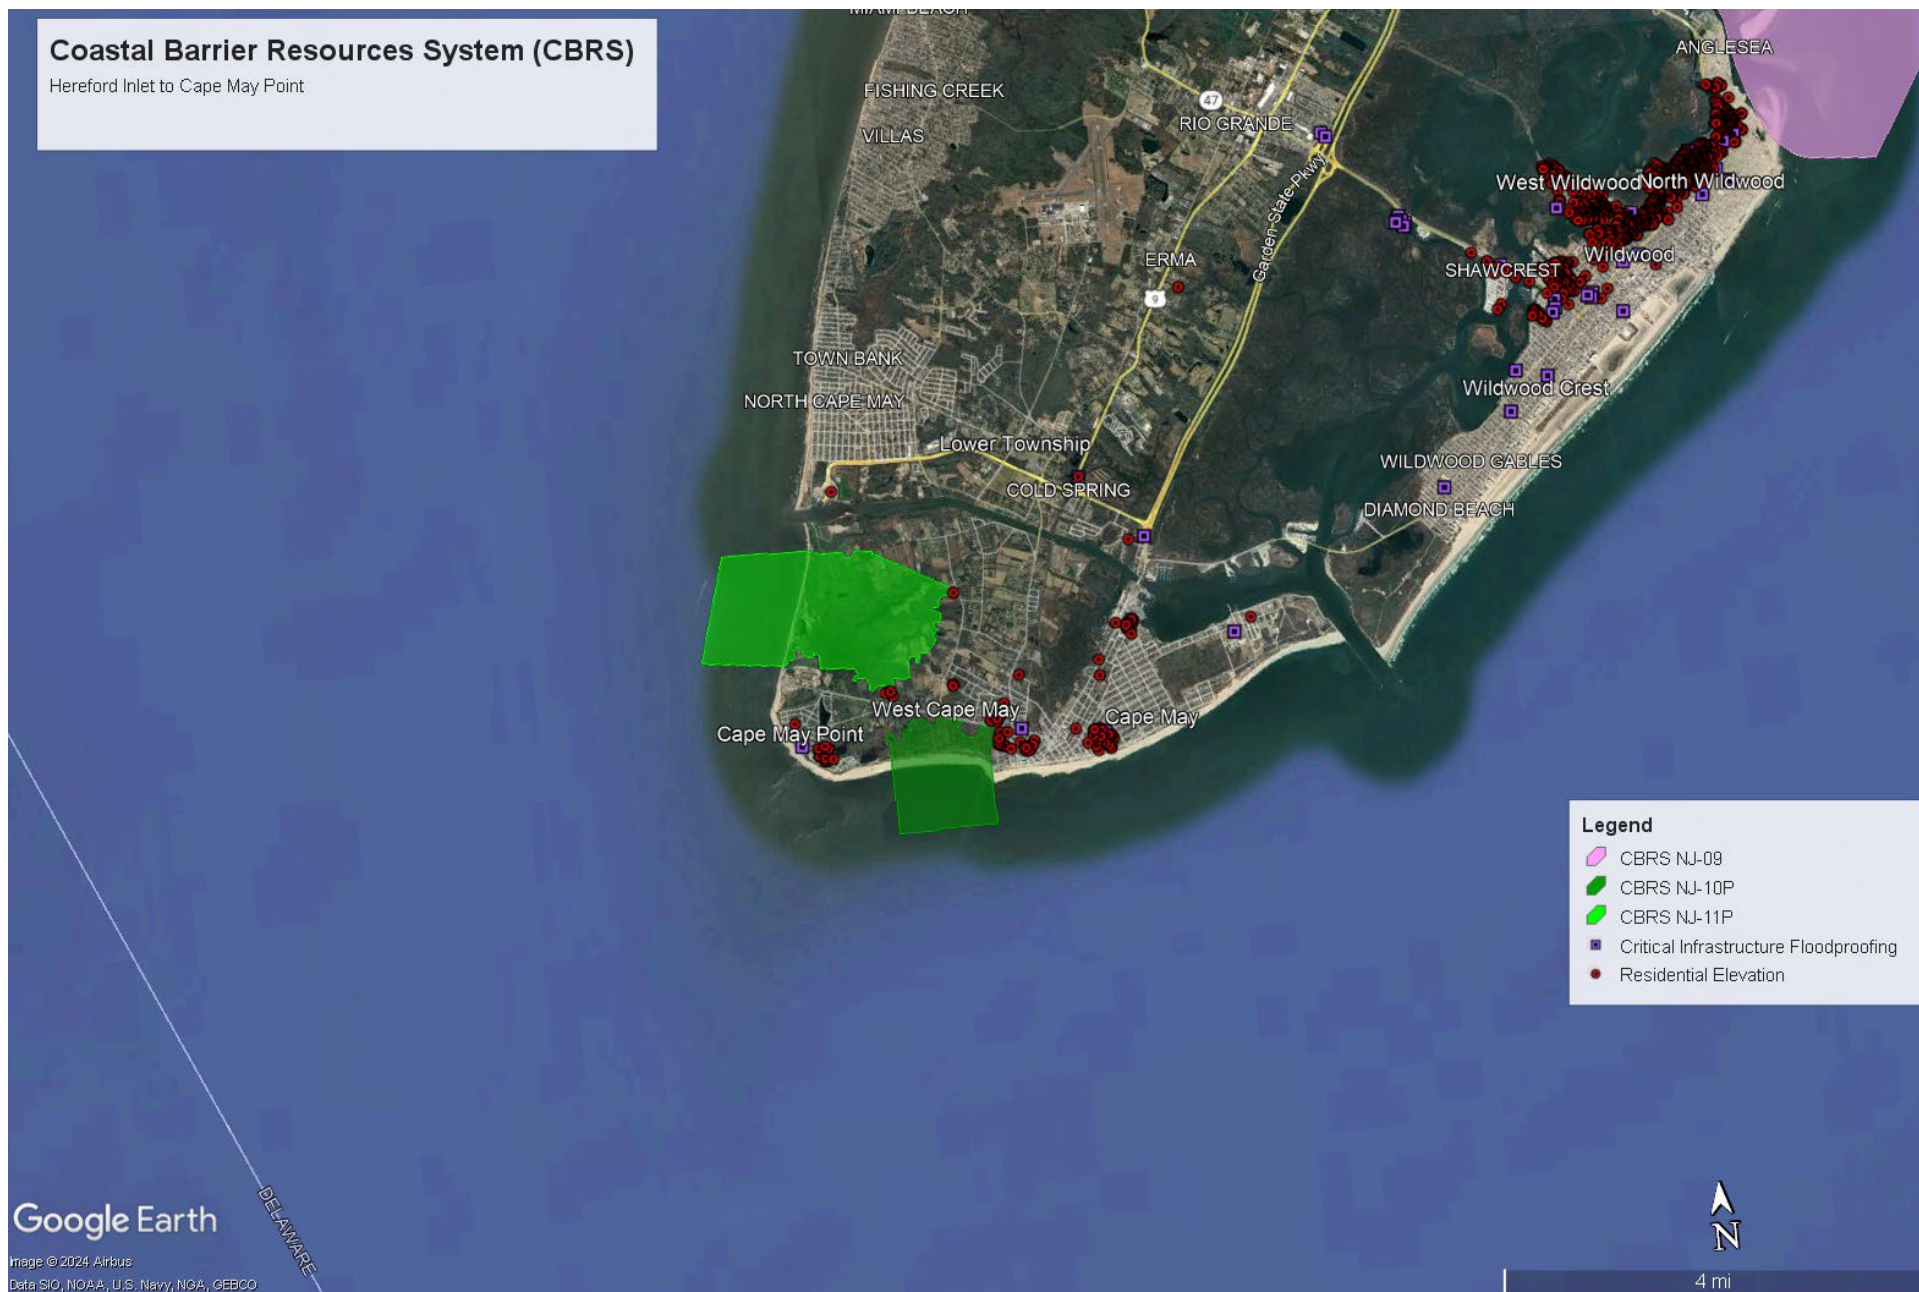 MIAMI BEACH
Coastal Barrier Resources System (CBRS)
Hereford Inlet to Cape May Point
ANGLESEA
FISHING CREEK
47
RIO GRANDE
VILLAS
Garden State Pkwy
West Wildwood
North Wildwood
Wildwood
ERMA
SHAWCREST
9
TOWN BANK
Wildwood Crest
NORTH CAPE MAY
Lower Township
WILDWOOD GABLES
COLD SPRING
DIAMOND BEACH
West Cape May
Cape May
Cape May Point
Legend
CBRS NJ-09
CBRS NJ-10P
CBRS NJ-11P
Critical Infrastructure Floodproofing
Residential Elevation
DELAWARE
Google Earth
N
Image © 2024 Airbus
Data SIO, NOAA, U.S. Navy, NGA, GEBCO
4 mi